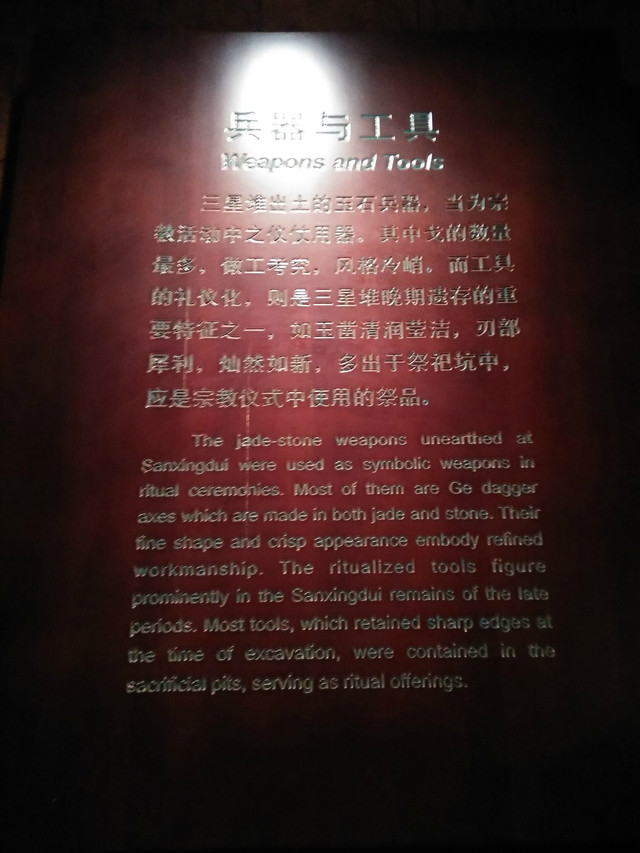 兵器与工具
Weapons and Tools
三星堆出土的玉石兵器，当为宗
教活动中之仪仗用器。其中戈的数量
最多，做工考究，风格冷峭。而工具
的礼仪化，则是三星堆晚期遗存的重
要特征之一，如玉凿清润莹洁，刃部
犀利，灿然如新，多出于祭祀坑中，
应是宗教仪式中使用的祭品。
The jade-stone weapons unearthed at
Sanxingdui were used as symbolic weapons in
ritual ceremonies. Most of them are Ge dagger
axes which are made in both jade and stone. Their
fine shape and crisp appearance embody refined
workmanship. The ritualized tools figure
prominently in the Sanxingdui remains of the late
periods. Most tools, which retained sharp edges at
the time of excavation, were contained in the
sacrificial pits, serving as ritual offerings.